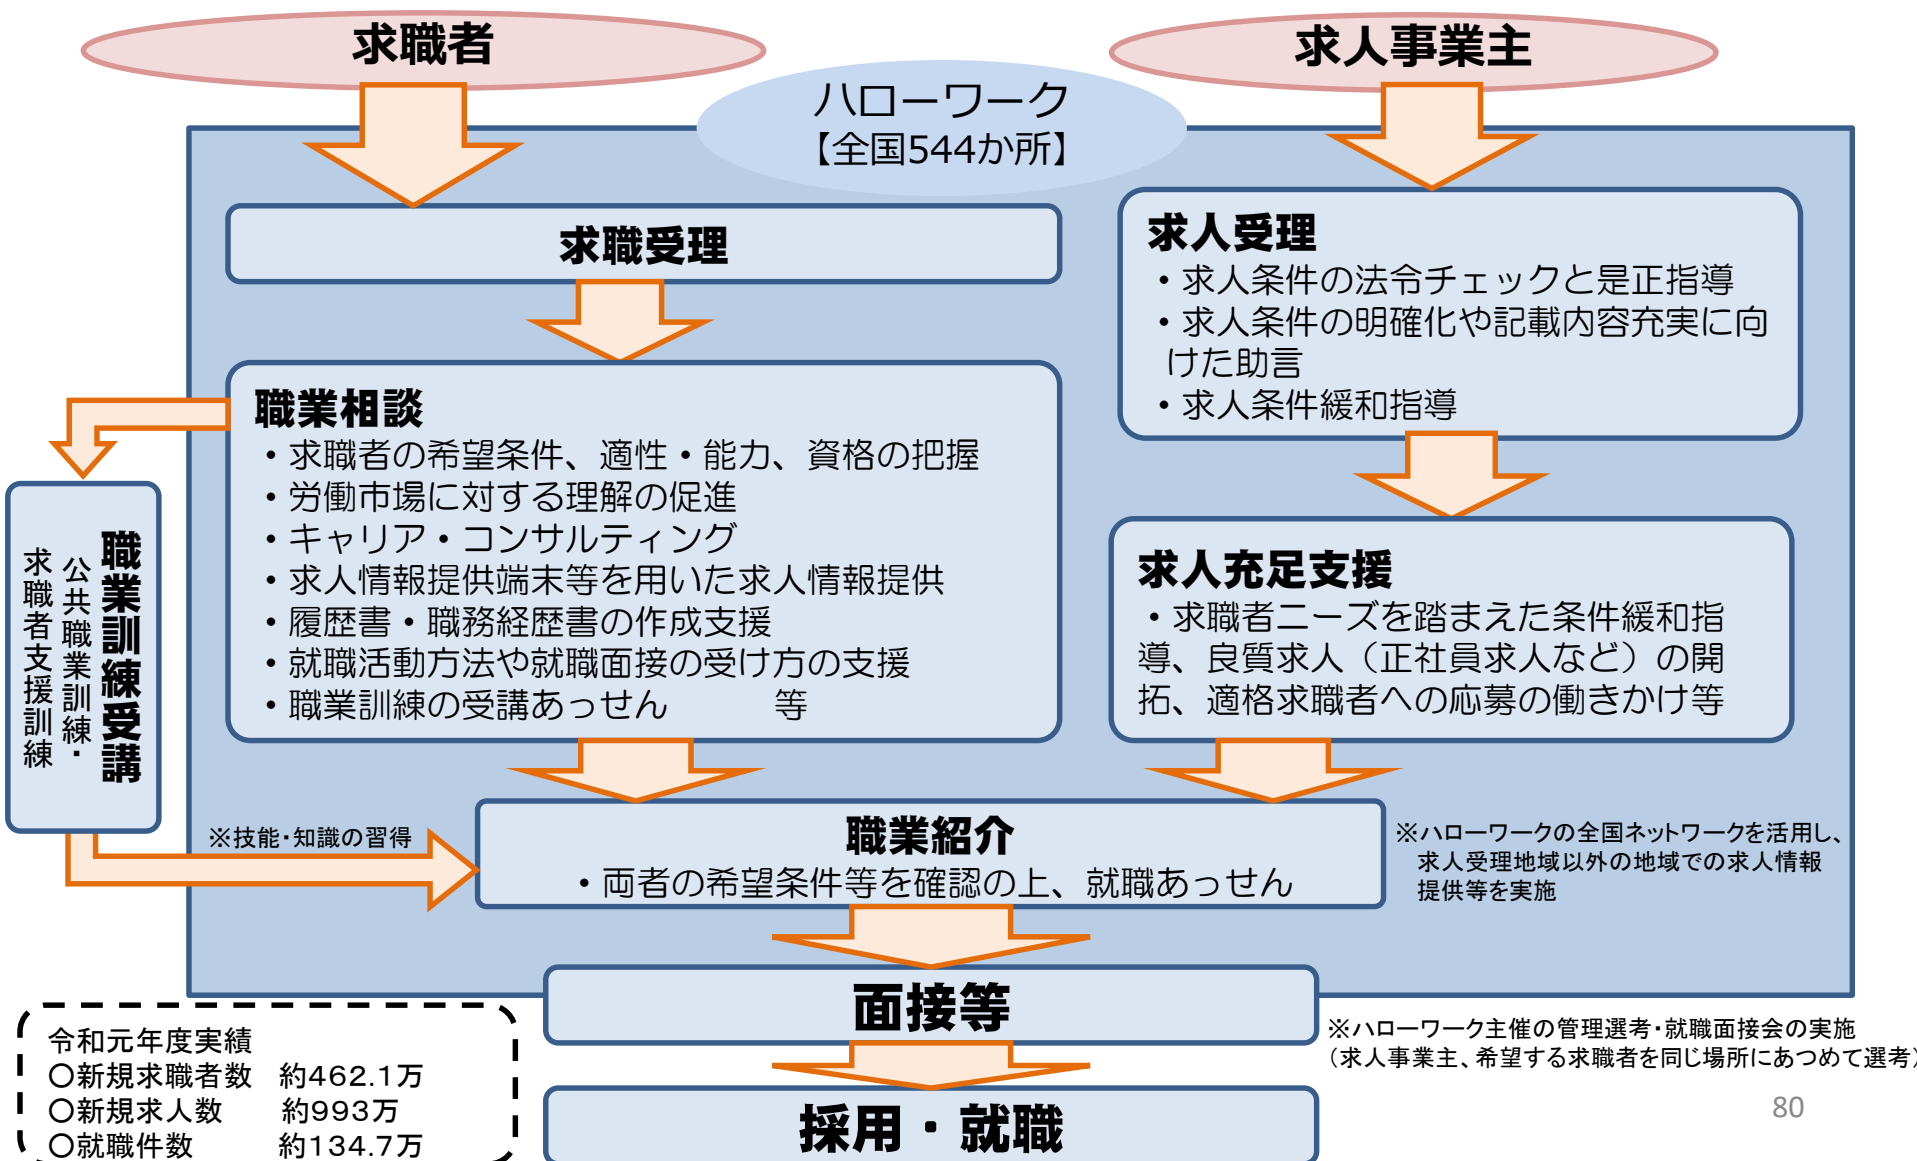 求職者
求人事業主
ハローワーク
【全国544か所】
求職受理
求人受理
・求人条件の法令チェックと是正指導
・求人条件の明確化や記載内容充実に向
けた助言
・求人条件緩和指導
職業相談
・求職者の希望条件、適性・能力、資格の把握
・労働市場に対する理解の促進
・キャリア・コンサルティング
・求人情報提供端末等を用いた求人情報提供
・履歴書・職務経歴書の作成支援
・就職活動方法や就職面接の受け方の支援
・職業訓練の受講あっせん　　　等
職業訓練受講
公共職業訓練・
求職者支援訓練
求人充足支援
・求職者ニーズを踏まえた条件緩和指
導、良質求人（正社員求人など）の開
拓、適格求職者への応募の働きかけ等
※技能・知識の習得
職業紹介
・両者の希望条件等を確認の上、就職あっせん
※ハローワークの全国ネットワークを活用し、
求人受理地域以外の地域での求人情報
提供等を実施
面接等
※ハローワーク主催の管理選考・就職面接会の実施
（求人事業主、希望する求職者を同じ場所にあつめて選考）
採用・就職
令和元年度実績
〇新規求職者数　約462.1万
〇新規求人数　　約993万
〇就職件数　　　約134.7万
80